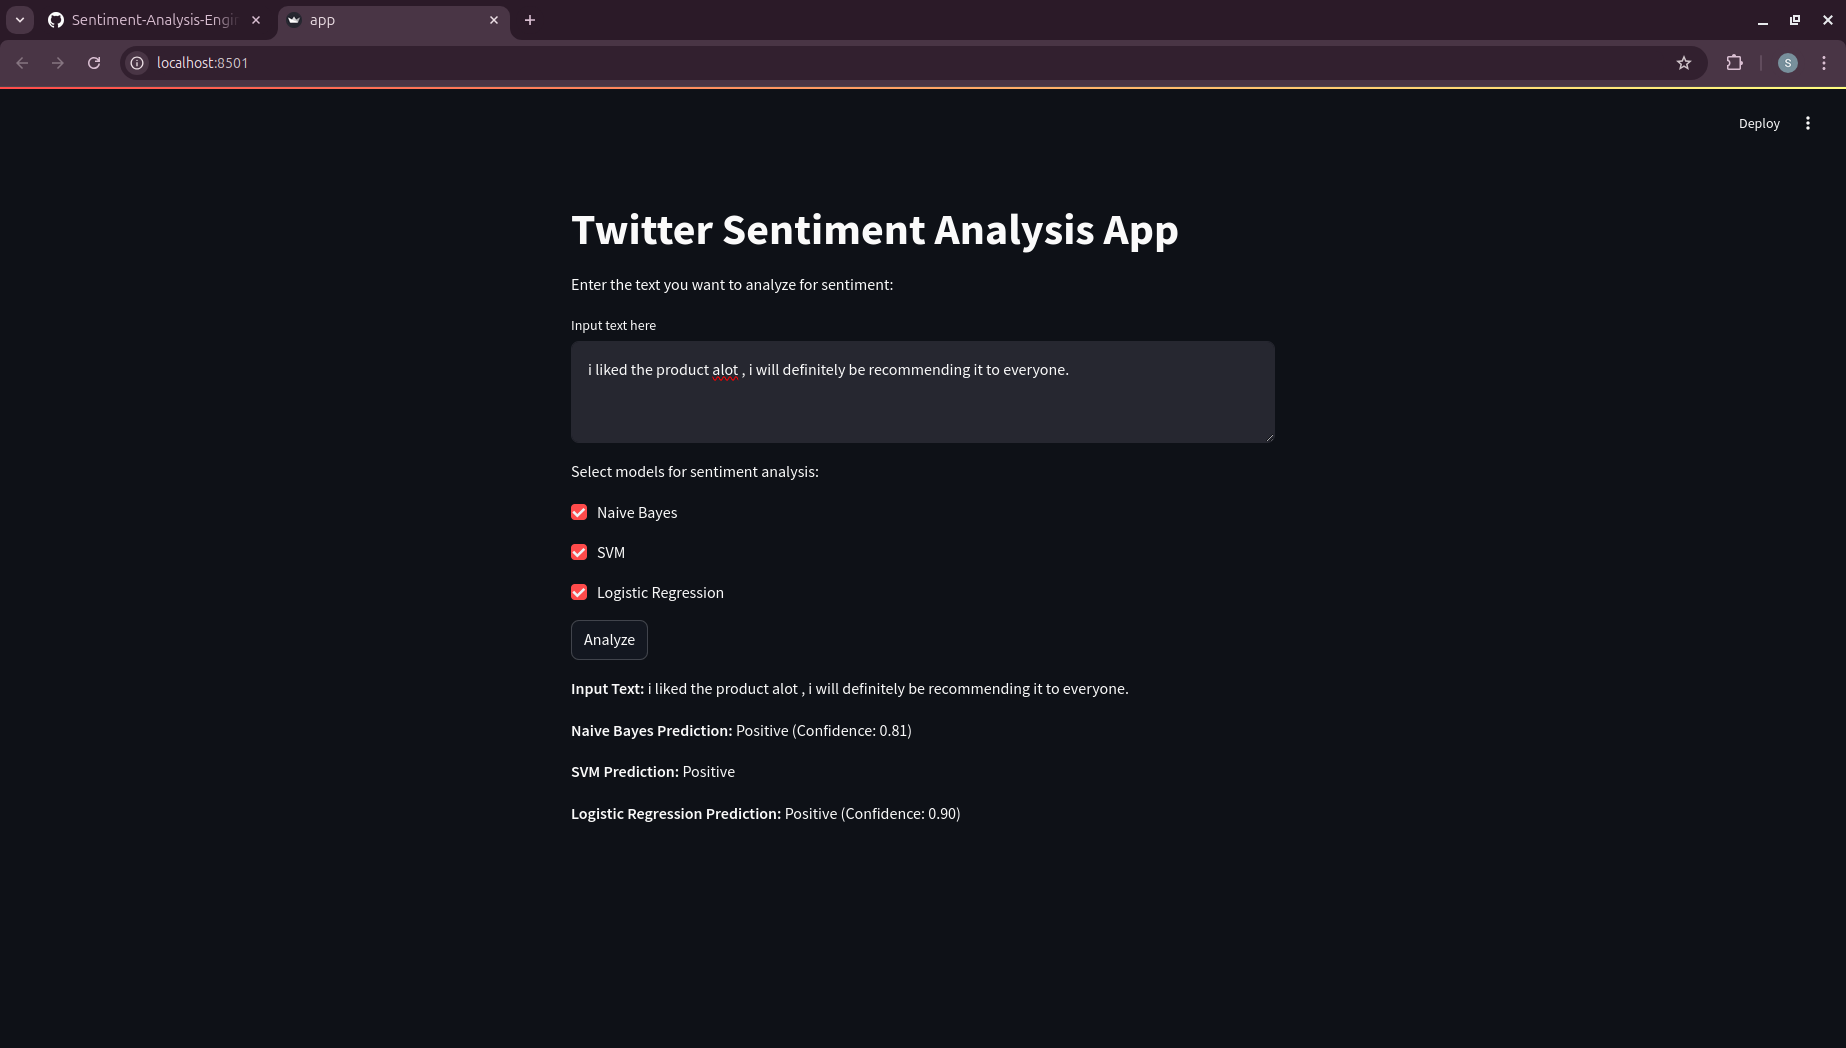 Sentiment-Analysis-Engi
app
localhost:8501
S
Deploy
Twitter Sentiment Analysis App
Enter the text you want to analyze for sentiment:
Input text here
i liked the product alot , i will definitely be recommending it to everyone.
Select models for sentiment analysis:
Naive Bayes
SVM
Logistic Regression
Analyze
Input Text: i liked the product alot , i will definitely be recommending it to everyone.
Naive Bayes Prediction: Positive (Confidence: 0.81)
SVM Prediction: Positive
Logistic Regression Prediction: Positive (Confidence: 0.90)